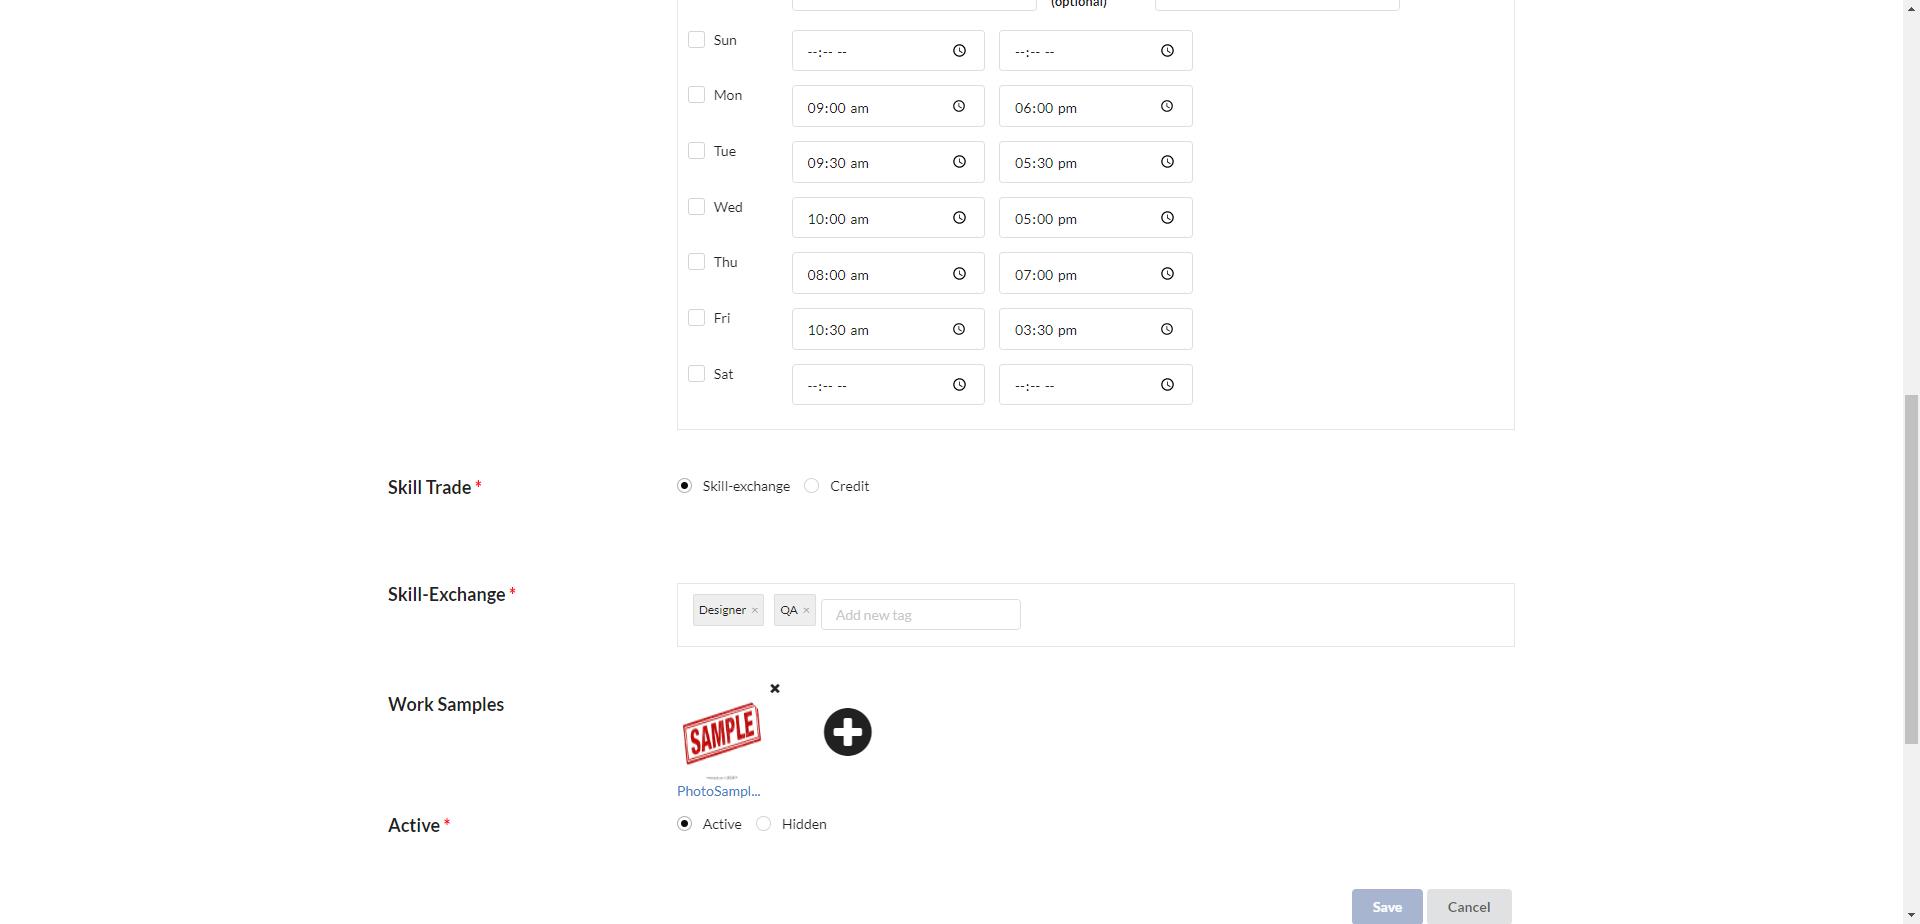 (optional)
Sun --:-- -- --:-- --
Mon 09:00 am 06:00 pm
Tue 09:30 am 05:30 pm
Wed 10:00 am 05:00 pm
Thu 08:00 am 07:00 pm
Fri 10:30 am 03:30 pm
Sat --:-- -- --:-- --
Skill Trade * Skill-exchange Credit
Skill-Exchange * Designer × QA × Add new tag
Work Samples
SAMPLE
PhotoSampl...
Active * Active Hidden
Save Cancel